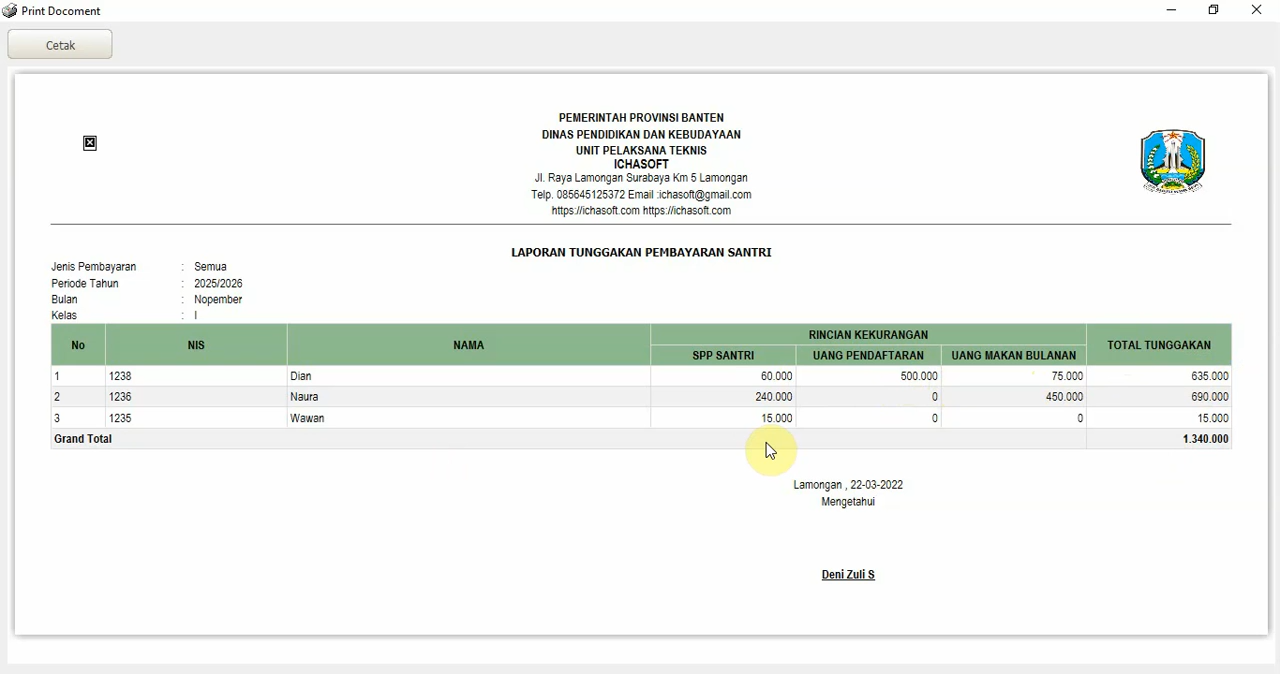 Print Document
Cetak
PEMERINTAH PROVINSI BANTEN
DINAS PENDIDIKAN DAN KEBUDAYAAN
UNIT PELAKSANA TEKNIS
ICHASOFT
Jl. Raya Lamongan Surabaya Km 5 Lamongan
Telp. 085645125372 Email :ichasoft@gmail.com
https://ichasoft.com https://ichasoft.com
LAPORAN TUNGGAKAN PEMBAYARAN SANTRI
Jenis Pembayaran : Semua
Periode Tahun : 2025/2026
Bulan : Nopember
Kelas : I
No NIS NAMA RINCIAN KEKURANGAN TOTAL TUNGGAKAN
SPP SANTRI UANG PENDAFTARAN UANG MAKAN BULANAN
1 1238 Dian 60.000 500.000 75.000 635.000
2 1236 Naura 240.000 0 450.000 690.000
3 1235 Wawan 15.000 0 0 15.000
Grand Total 1.340.000
Lamongan , 22-03-2022
Mengetahui
Deni Zuli S